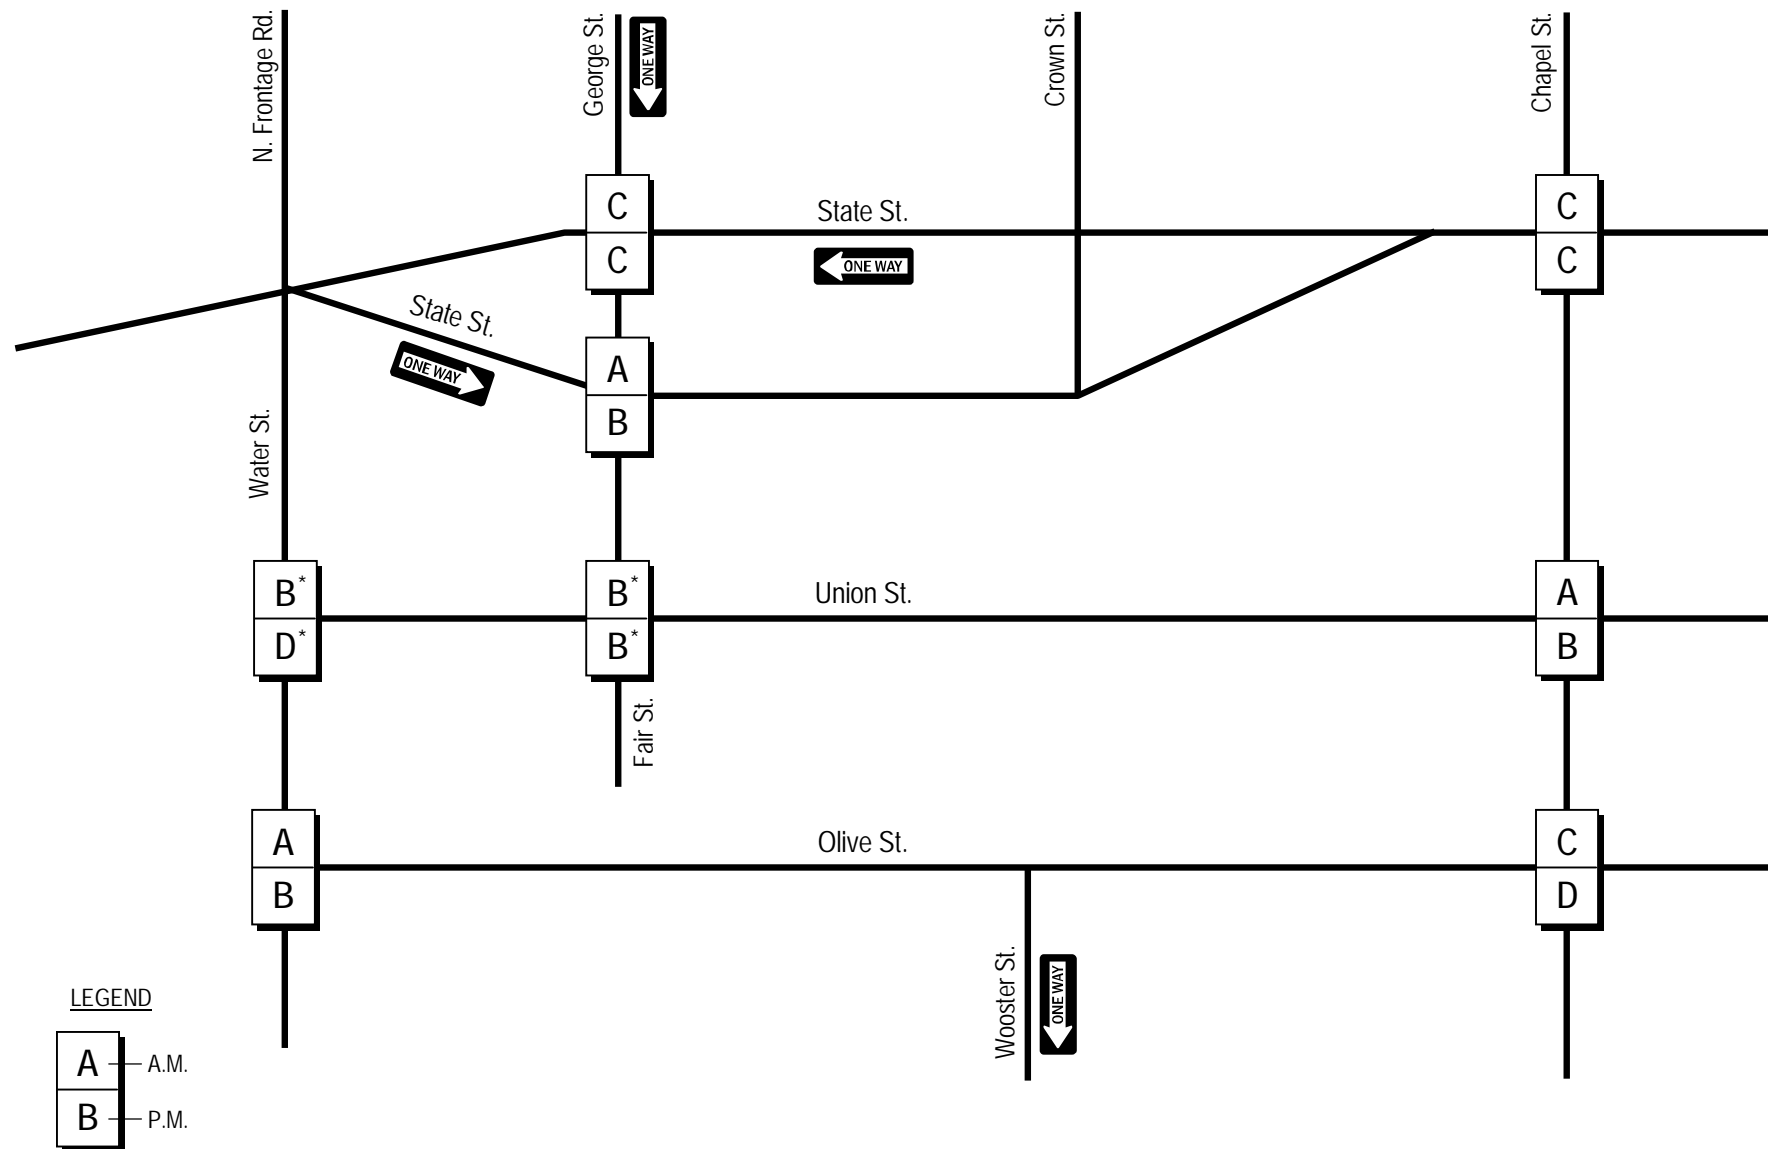 N. Frontage Rd.
George St.
ONE WAY
Crown St.
Chapel St.
C
C
State St.
ONE WAY
C
C
State St.
ONE WAY
A
B
Water St.
B*
D*
B*
B*
Union St.
A
B
Fair St.
A
B
Olive St.
C
D
Wooster St.
ONE WAY
LEGEND
A A.M.
B P.M.